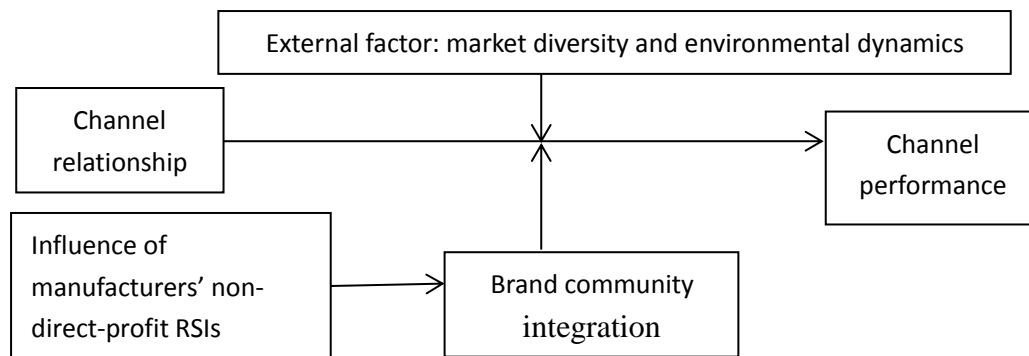 External factor: market diversity and environmental dynamics
Channel
relationship
Channel
performance
Influence of
manufacturers’ non-
direct-profit RSIs
Brand community
integration